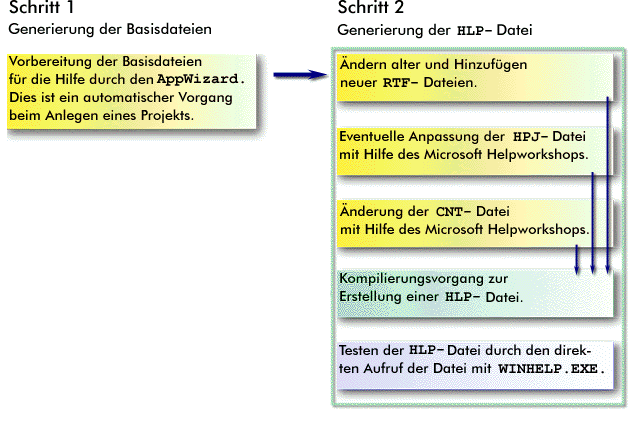 Schritt 1
Generierung der Basisdateien
Vorbereitung der Basisdateien
für die Hilfe durch den AppWizard.
Dies ist ein automatischer Vorgang
beim Anlegen eines Projekts.
Schritt 2
Generierung der HLP-Datei
Ändern alter und Hinzufügen
neuer RTF-Dateien.
Eventuelle Anpassung der HPJ-Datei
mit Hilfe des Microsoft Helpworkshops.
Änderung der CNT-Datei
mit Hilfe des Microsoft Helpworkshops.
Kompilierungsvorgang zur
Erstellung einer HLP-Datei.
Testen der HLP-Datei durch den direk-
ten Aufruf der Datei mit WINHELP.EXE.